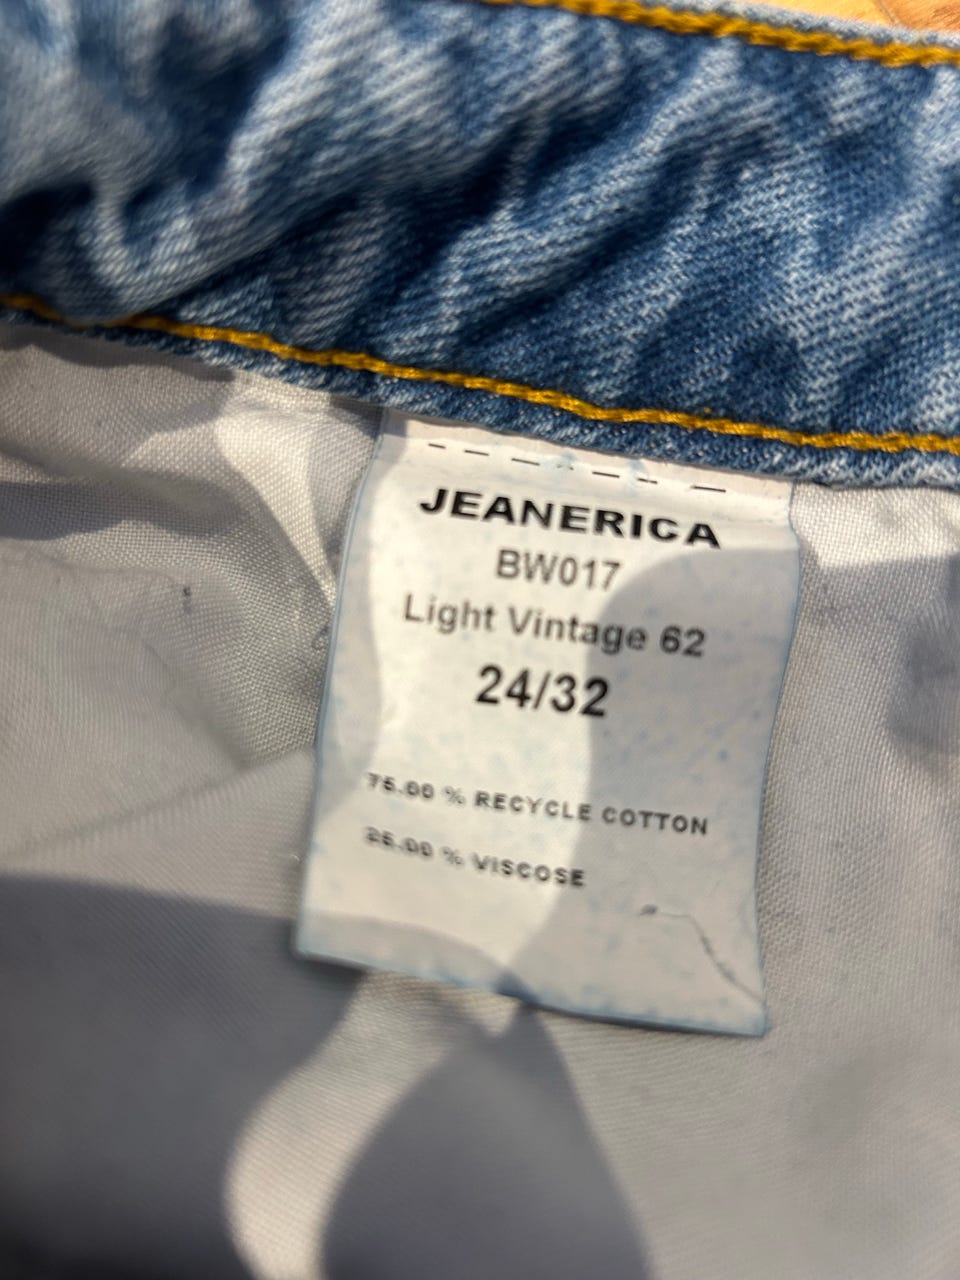 JEANERICA
BW017
Light Vintage 62
24/32
75.00 % RECYCLE COTTON
25.00 % VISCOSE